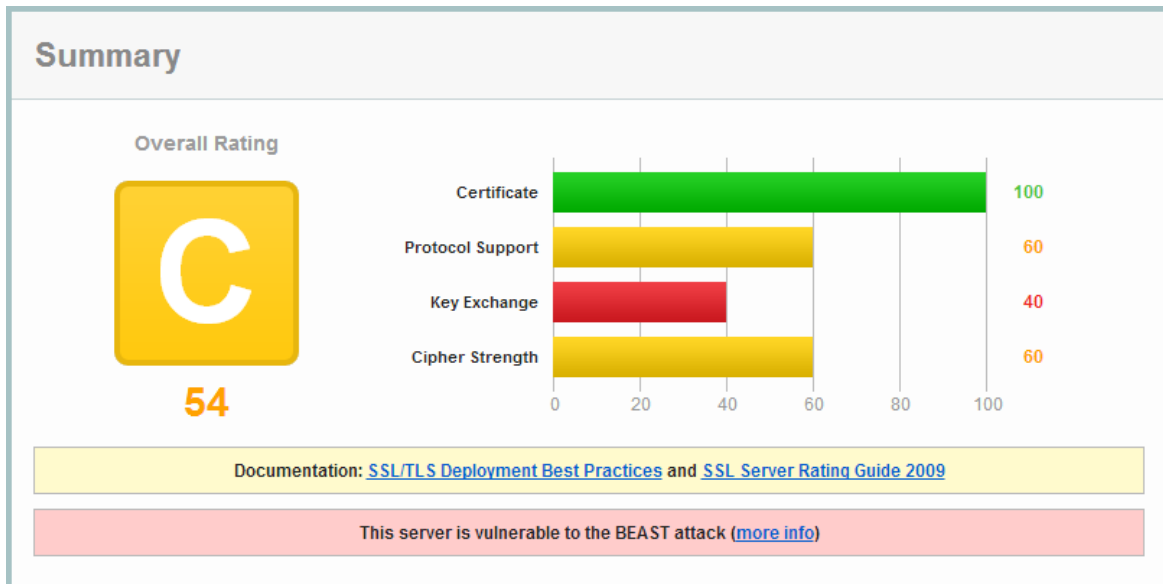 Summary
Overall Rating
C
54
Certificate 100
Protocol Support 60
Key Exchange 40
Cipher Strength 60
0 20 40 60 80 100
Documentation: SSL/TLS Deployment Best Practices and SSL Server Rating Guide 2009
This server is vulnerable to the BEAST attack (more info)